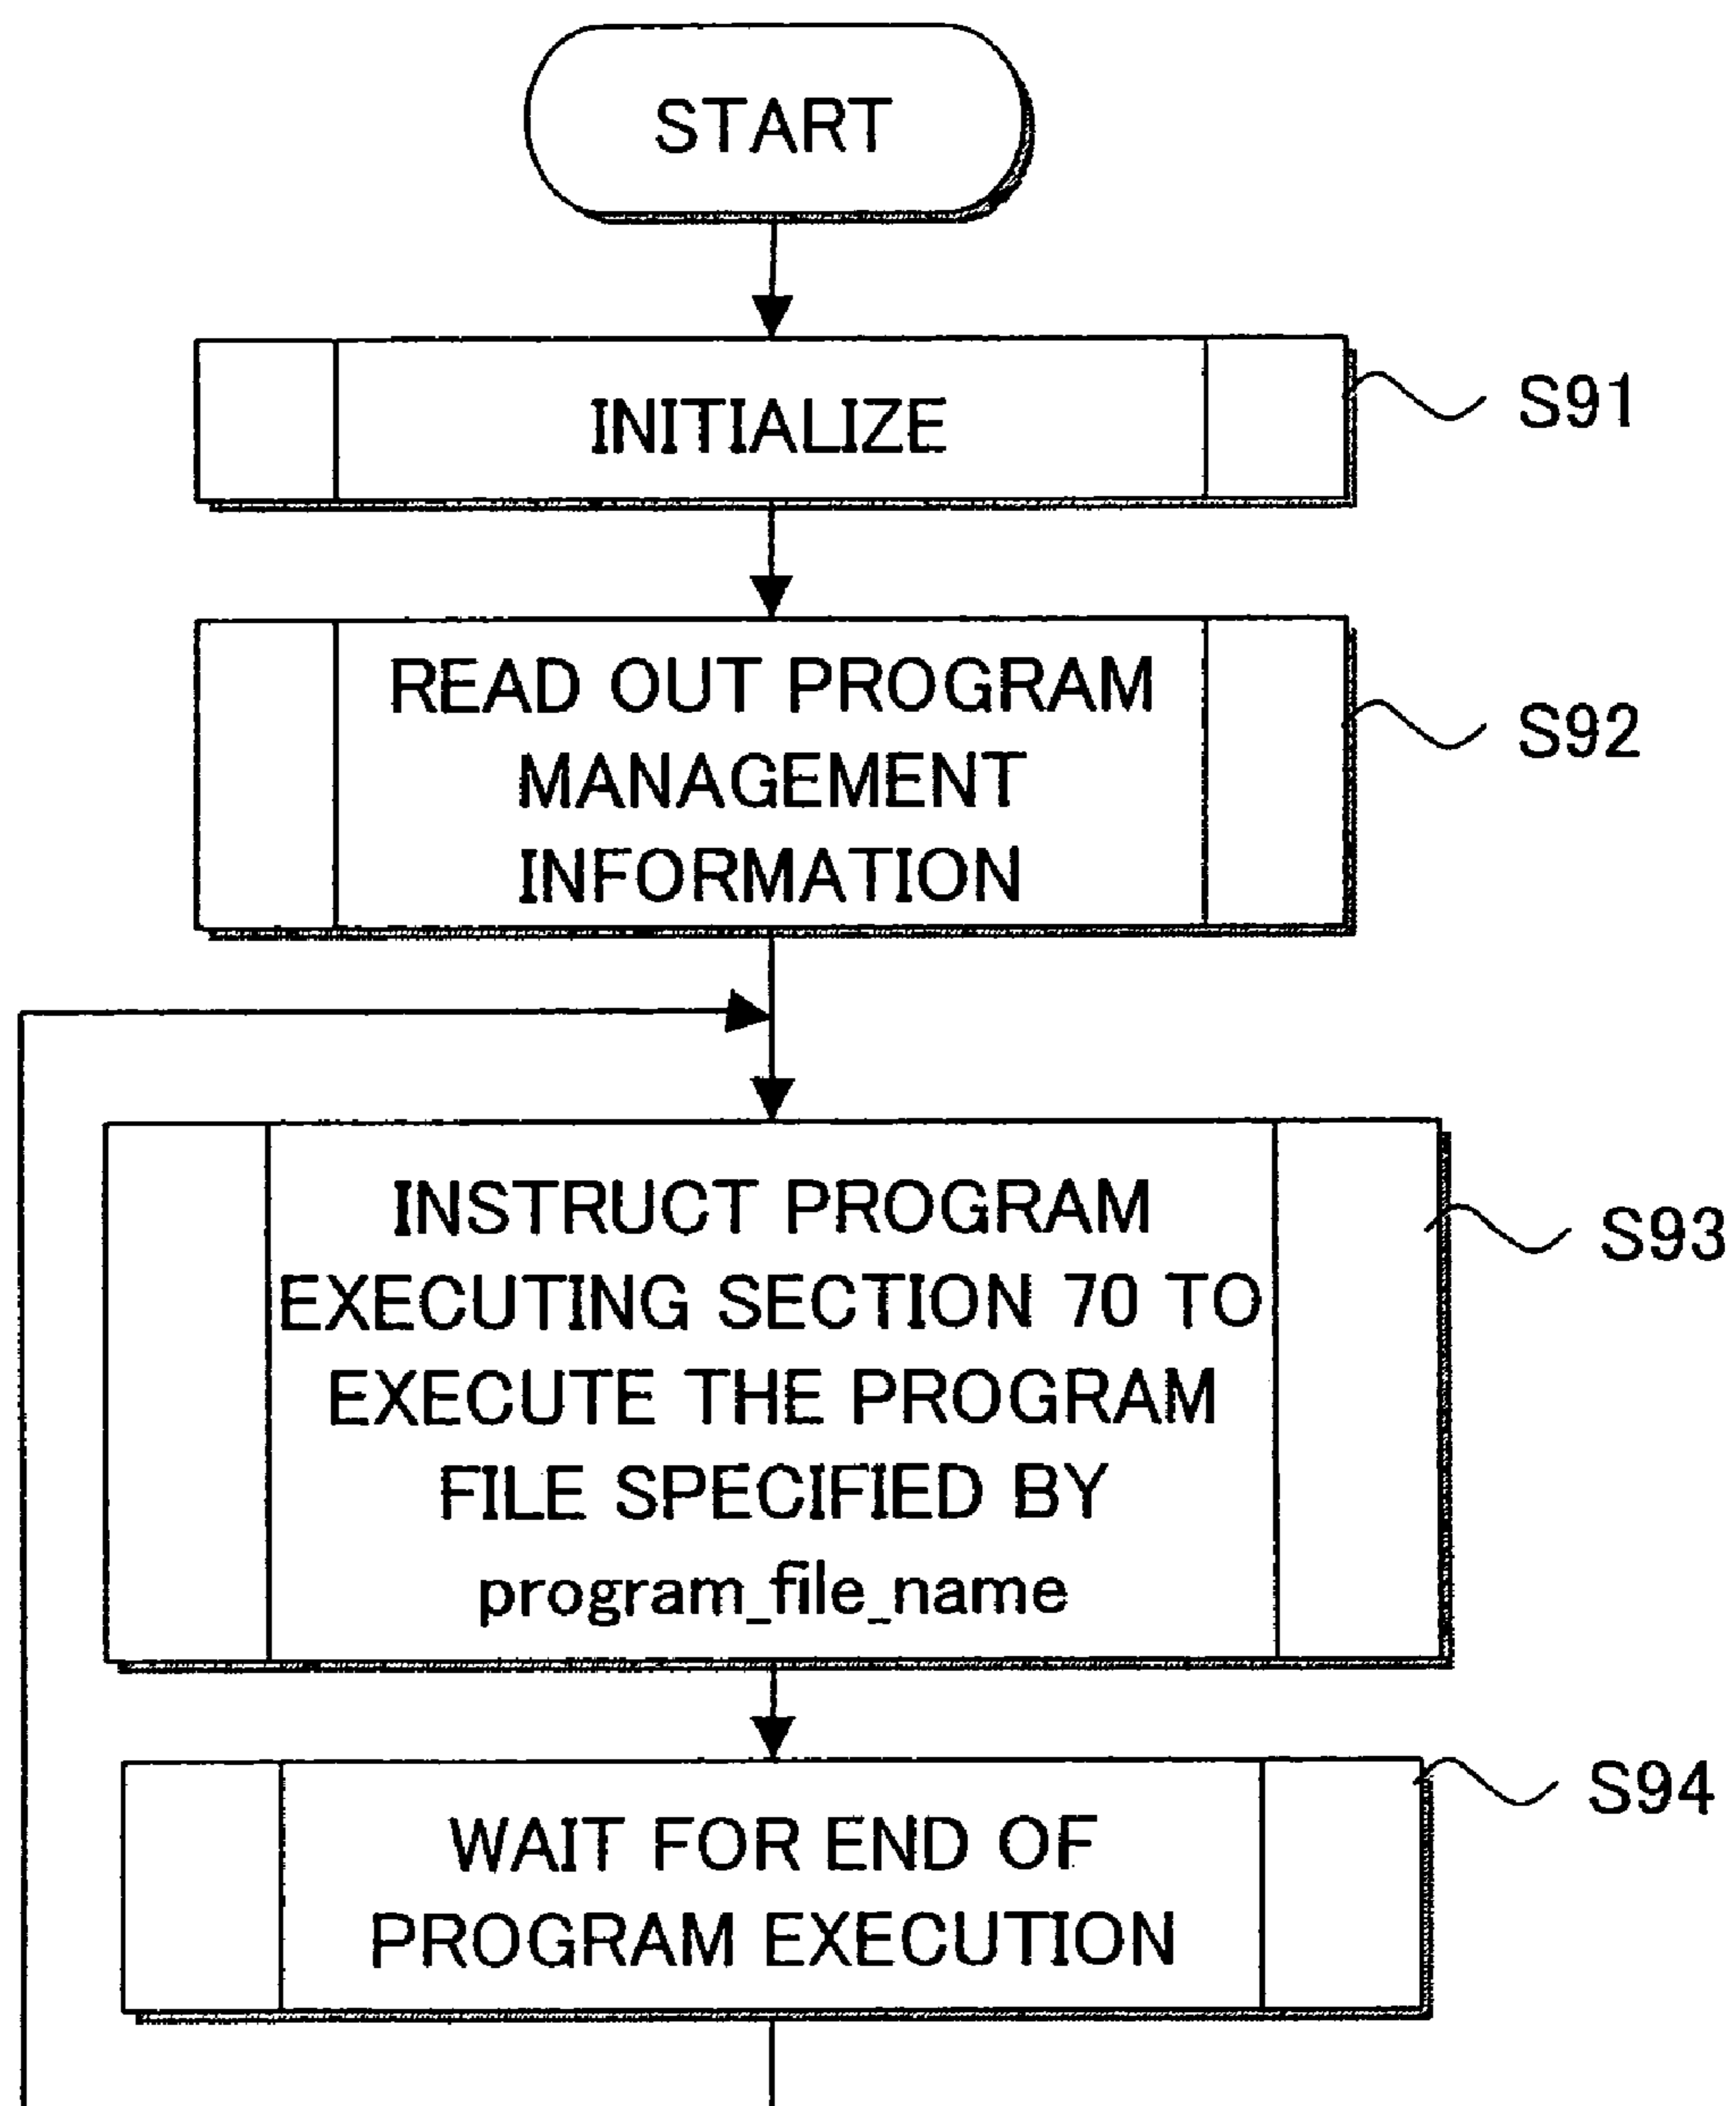 START
INITIALIZE
S91
READ OUT PROGRAM
MANAGEMENT
INFORMATION
S92
INSTRUCT PROGRAM
EXECUTING SECTION 70 TO
EXECUTE THE PROGRAM
FILE SPECIFIED BY
program_file_name
S93
WAIT FOR END OF
PROGRAM EXECUTION
S94